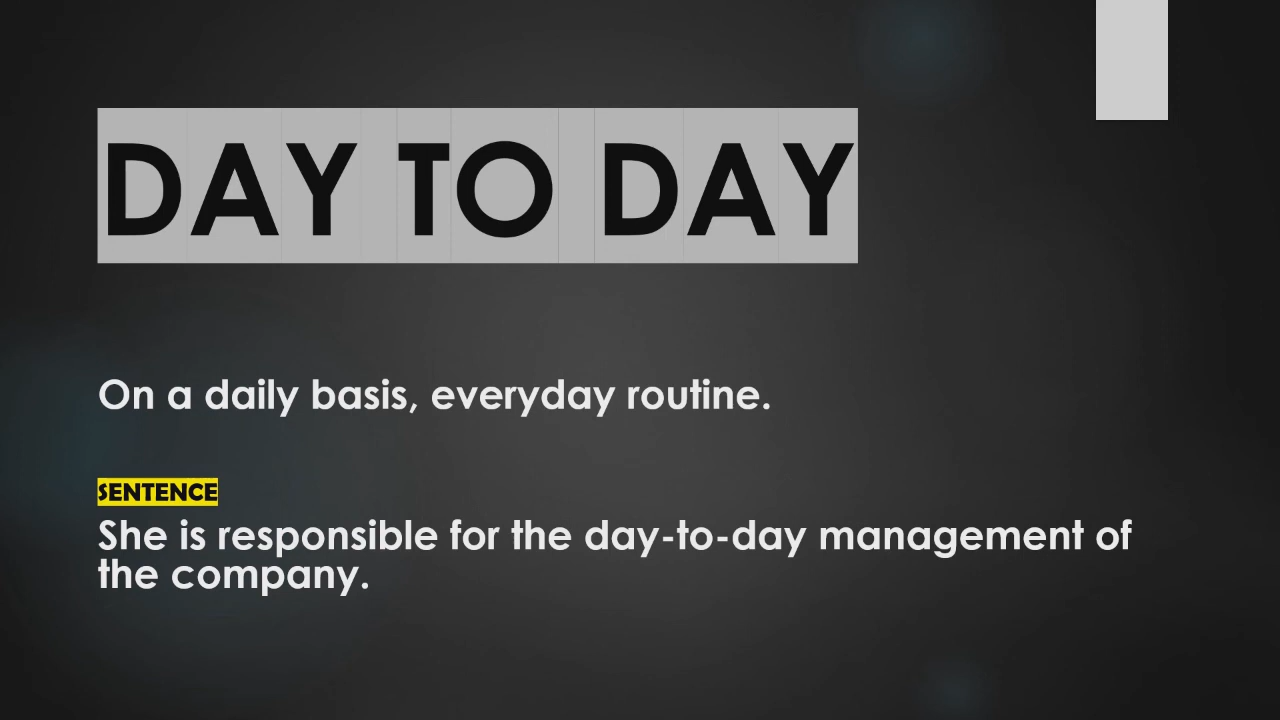 DAY TO DAY
On a daily basis, everyday routine.
SENTENCE
She is responsible for the day-to-day management of
the company.